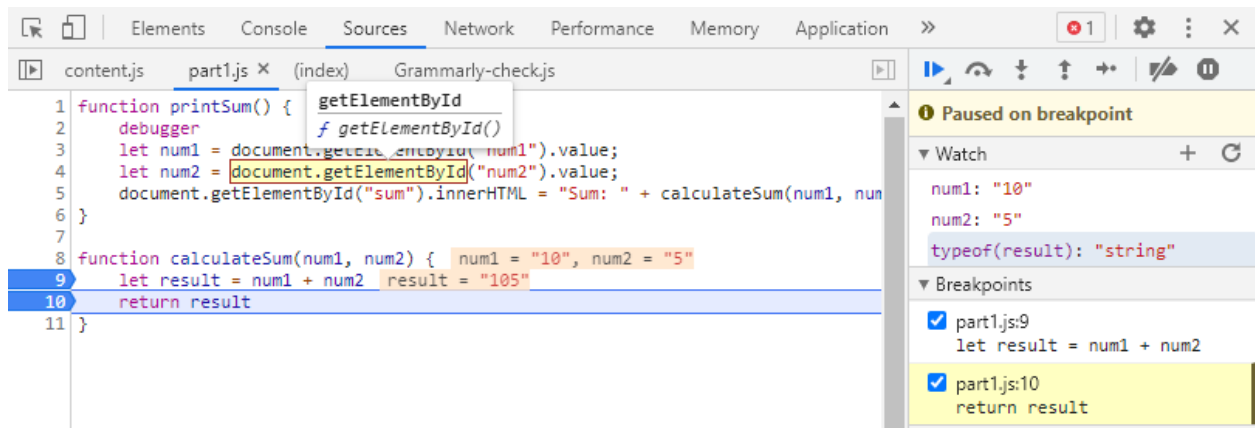 Elements Console Sources Network Performance Memory Application » 1
content.js part1.js × (index) Grammarly-check.js
getElementById
f getElementById()
1 function printSum() {
2 debugger
3 let num1 = document.getElementById("num1").value;
4 let num2 = document.getElementById("num2").value;
5 document.getElementById("sum").innerHTML = "Sum: " + calculateSum(num1, num
6 }
7
8 function calculateSum(num1, num2) { num1 = "10", num2 = "5"
9 let result = num1 + num2 result = "105"
10 return result
11 }
Paused on breakpoint
Watch
num1: "10"
num2: "5"
typeof(result): "string"
Breakpoints
part1.js:9
let result = num1 + num2
part1.js:10
return result